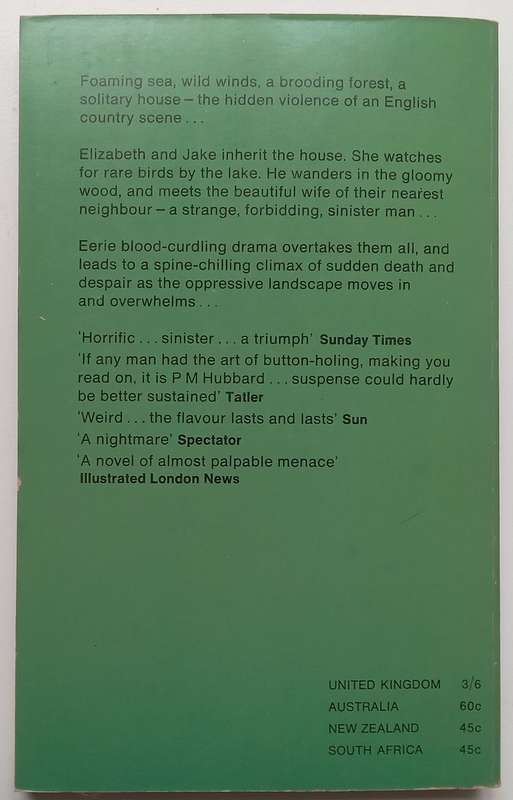 Foaming sea, wild winds, a brooding forest, a
solitary house – the hidden violence of an English
country scene . . .
Elizabeth and Jake inherit the house. She watches
for rare birds by the lake. He wanders in the gloomy
wood, and meets the beautiful wife of their nearest
neighbour – a strange, forbidding, sinister man . . .
Eerie blood-curdling drama overtakes them all, and
leads to a spine-chilling climax of sudden death and
despair as the oppressive landscape moves in
and overwhelms . . .
‘Horrific . . . sinister . . . a triumph’ Sunday Times
‘If any man had the art of button-holing, making you
read on, it is P M Hubbard . . . suspense could hardly
be better sustained’ Tatler
‘Weird . . . the flavour lasts and lasts’ Sun
‘A nightmare’ Spectator
‘A novel of almost palpable menace’
Illustrated London News
UNITED KINGDOM 3/6
AUSTRALIA 60c
NEW ZEALAND 45c
SOUTH AFRICA 45c